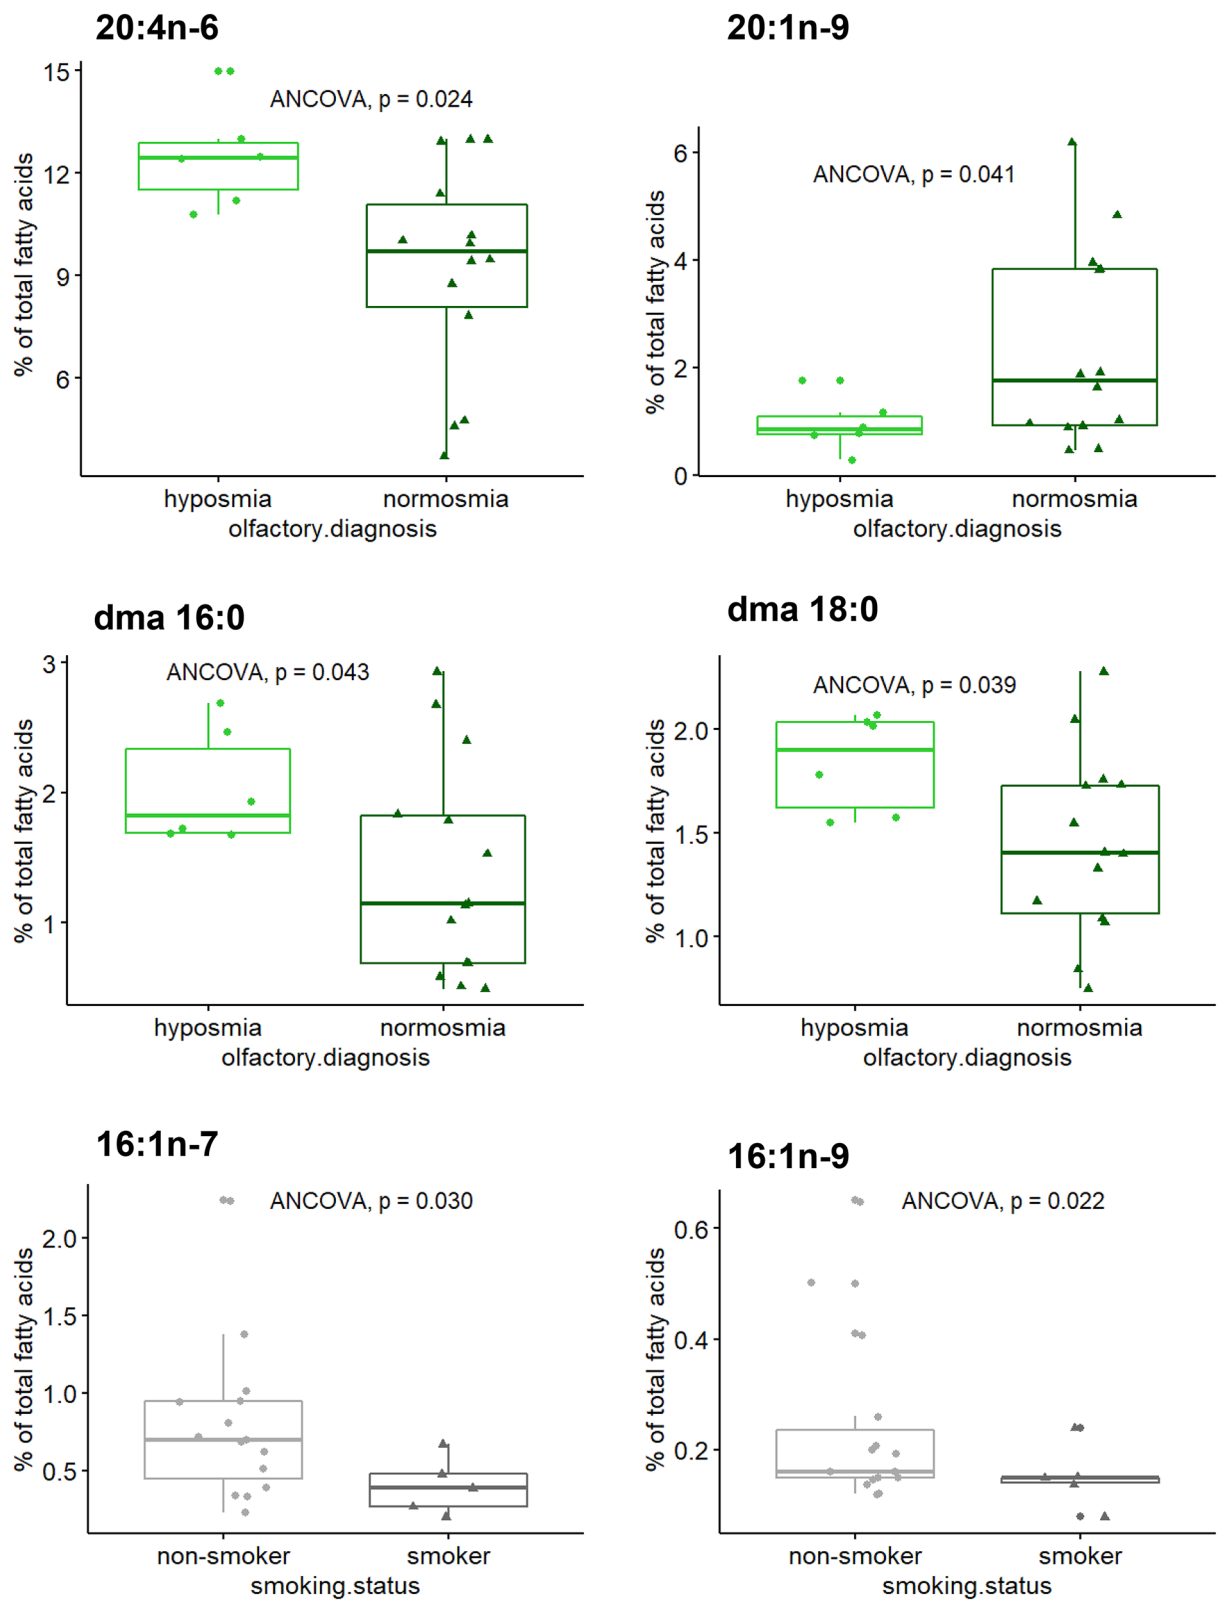 20:4n-6
15
12
9
6
% of total fatty acids
ANCOVA, p = 0.024
hyposmia
normosmia
olfactory.diagnosis
20:1n-9
6
4
2
0
% of total fatty acids
ANCOVA, p = 0.041
hyposmia
normosmia
olfactory.diagnosis
dma 16:0
3
2
1
% of total fatty acids
ANCOVA, p = 0.043
hyposmia
normosmia
olfactory.diagnosis
dma 18:0
2.0
1.5
1.0
% of total fatty acids
ANCOVA, p = 0.039
hyposmia
normosmia
olfactory.diagnosis
16:1n-7
2.0
1.5
1.0
0.5
% of total fatty acids
ANCOVA, p = 0.030
non-smoker
smoker
smoking.status
16:1n-9
0.6
0.4
0.2
% of total fatty acids
ANCOVA, p = 0.022
non-smoker
smoker
smoking.status